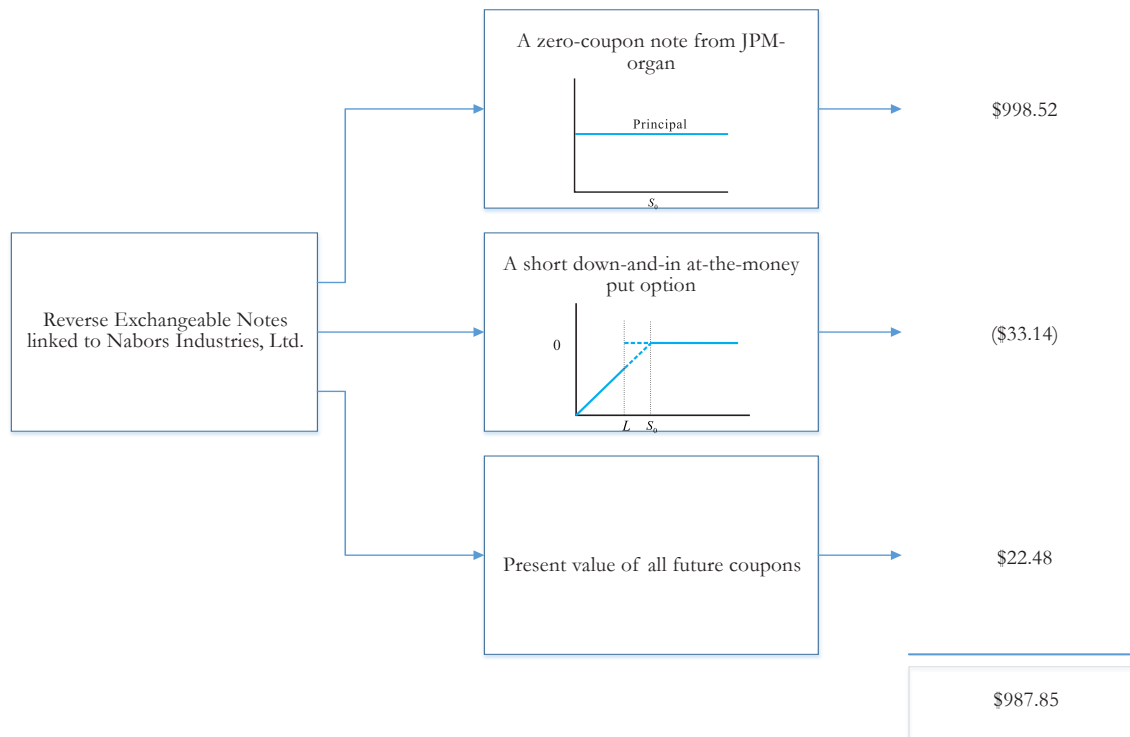 A zero-coupon note from JPM-
organ
Principal
S₀
$998.52
Reverse Exchangeable Notes
linked to Nabors Industries, Ltd.
A short down-and-in at-the-money
put option
0
L S₀
($33.14)
Present value of all future coupons
$22.48
$987.85